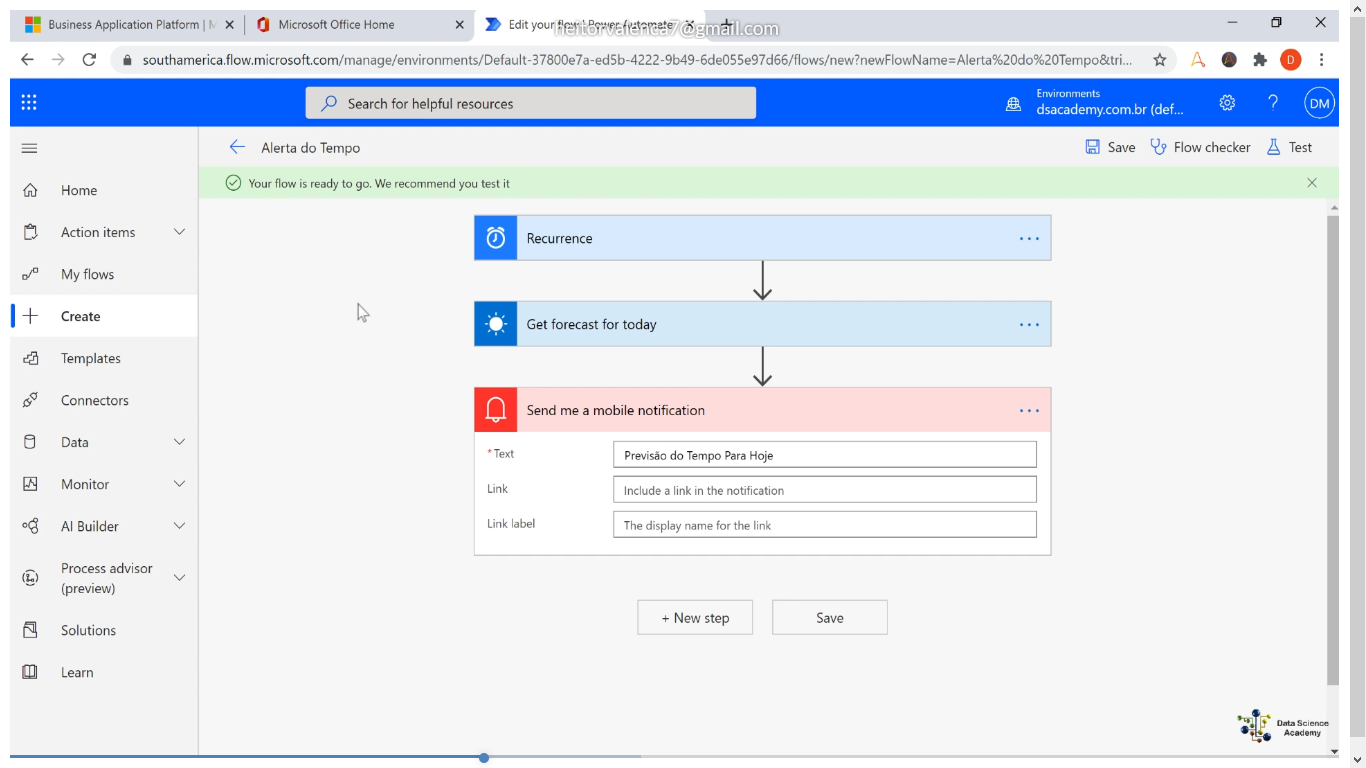 Business Application Platform | M
Microsoft Office Home
Edit your flow | Power Automate
heitorvalenca7@gmail.com
southamerica.flow.microsoft.com/manage/environments/Default-37800e7a-ed5b-4222-9b49-6de055e97d66/flows/new?newFlowName=Alerta%20do%20Tempo&tri...
D
Search for helpful resources
Environments
dsacademy.com.br (def...
?
DM
Alerta do Tempo
Save
Flow checker
Test
Your flow is ready to go. We recommend you test it
Home
Action items
My flows
Create
Templates
Connectors
Data
Monitor
AI Builder
Process advisor
(preview)
Solutions
Learn
Recurrence
Get forecast for today
Send me a mobile notification
* Text
Previsão do Tempo Para Hoje
Link
Include a link in the notification
Link label
The display name for the link
+ New step
Save
Data Science
Academy